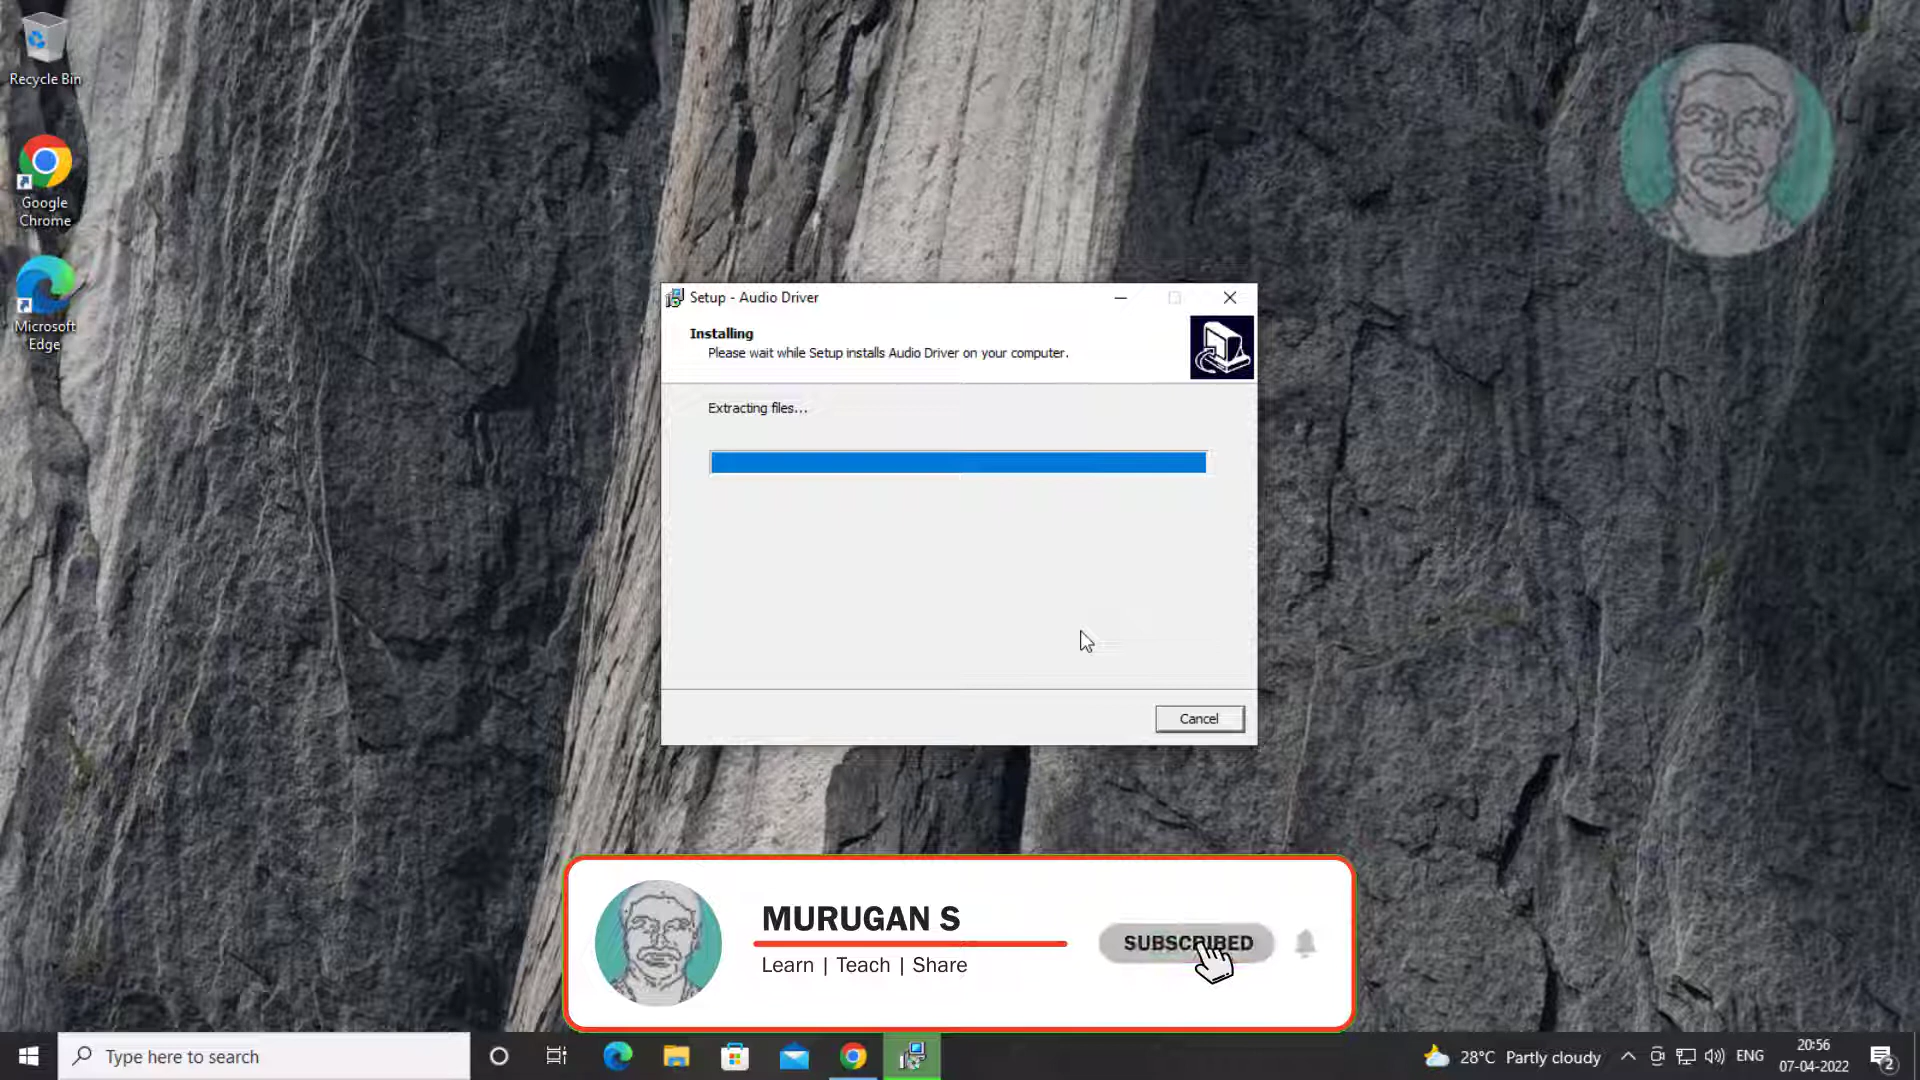 Recycle Bin
Google
Chrome
Microsoft
Edge
Setup - Audio Driver
Installing
Please wait while Setup installs Audio Driver on your computer.
Extracting files...
Cancel
MURUGAN S
Learn | Teach | Share
SUBSCRIBED
Type here to search
28°C Partly cloudy
ENG
20:56
07-04-2022
2